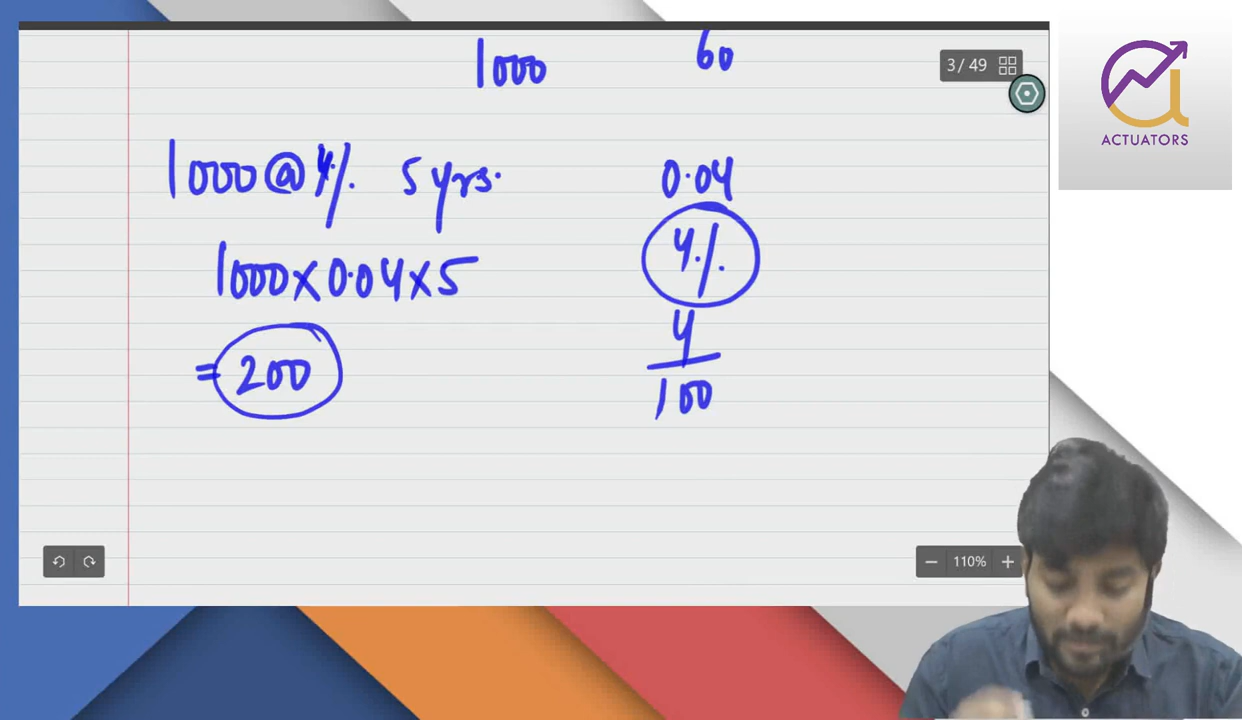 1000 60
3 / 49
ACTUATORS
1000 @ 4% 5 yrs.
0.04
4%
1000 × 0.04 × 5
4
100
= 200
110%